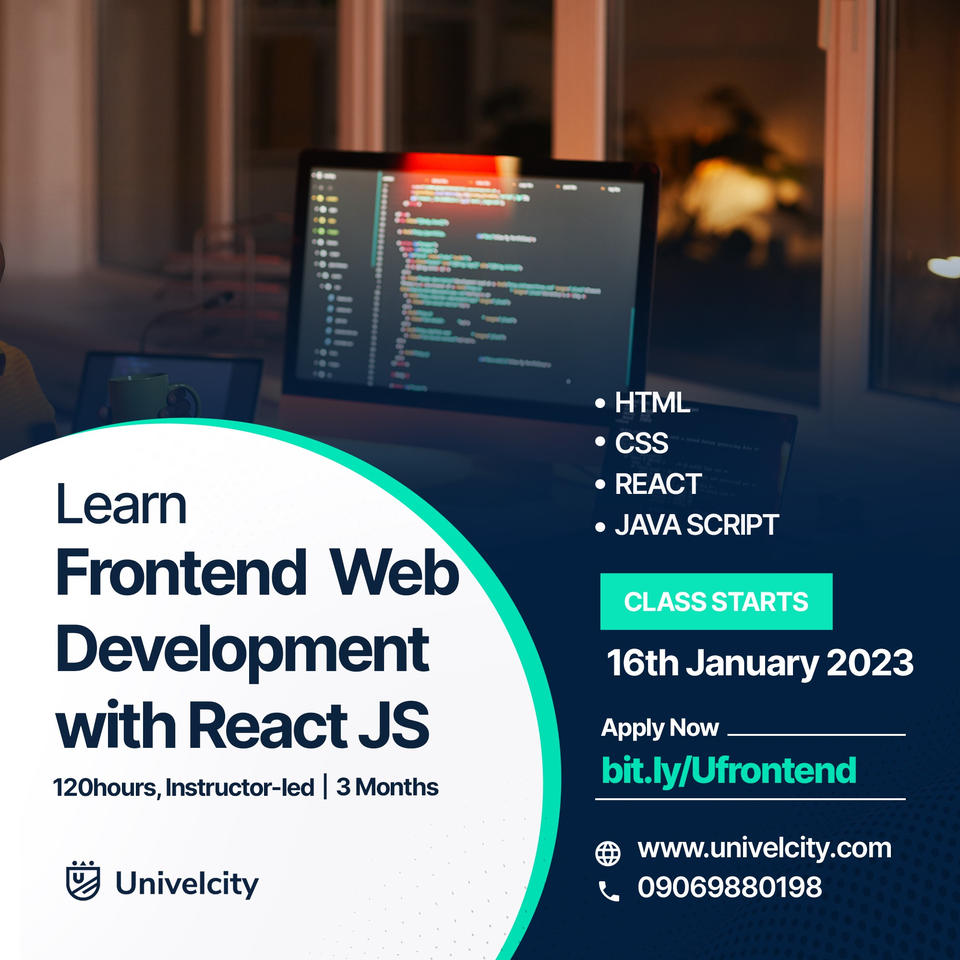 Learn
Frontend Web
Development
with React JS
120hours, Instructor-led | 3 Months
Univelcity
• HTML
• CSS
• REACT
• JAVA SCRIPT
CLASS STARTS
16th January 2023
Apply Now
bit.ly/Ufrontend
www.univelcity.com
09069880198